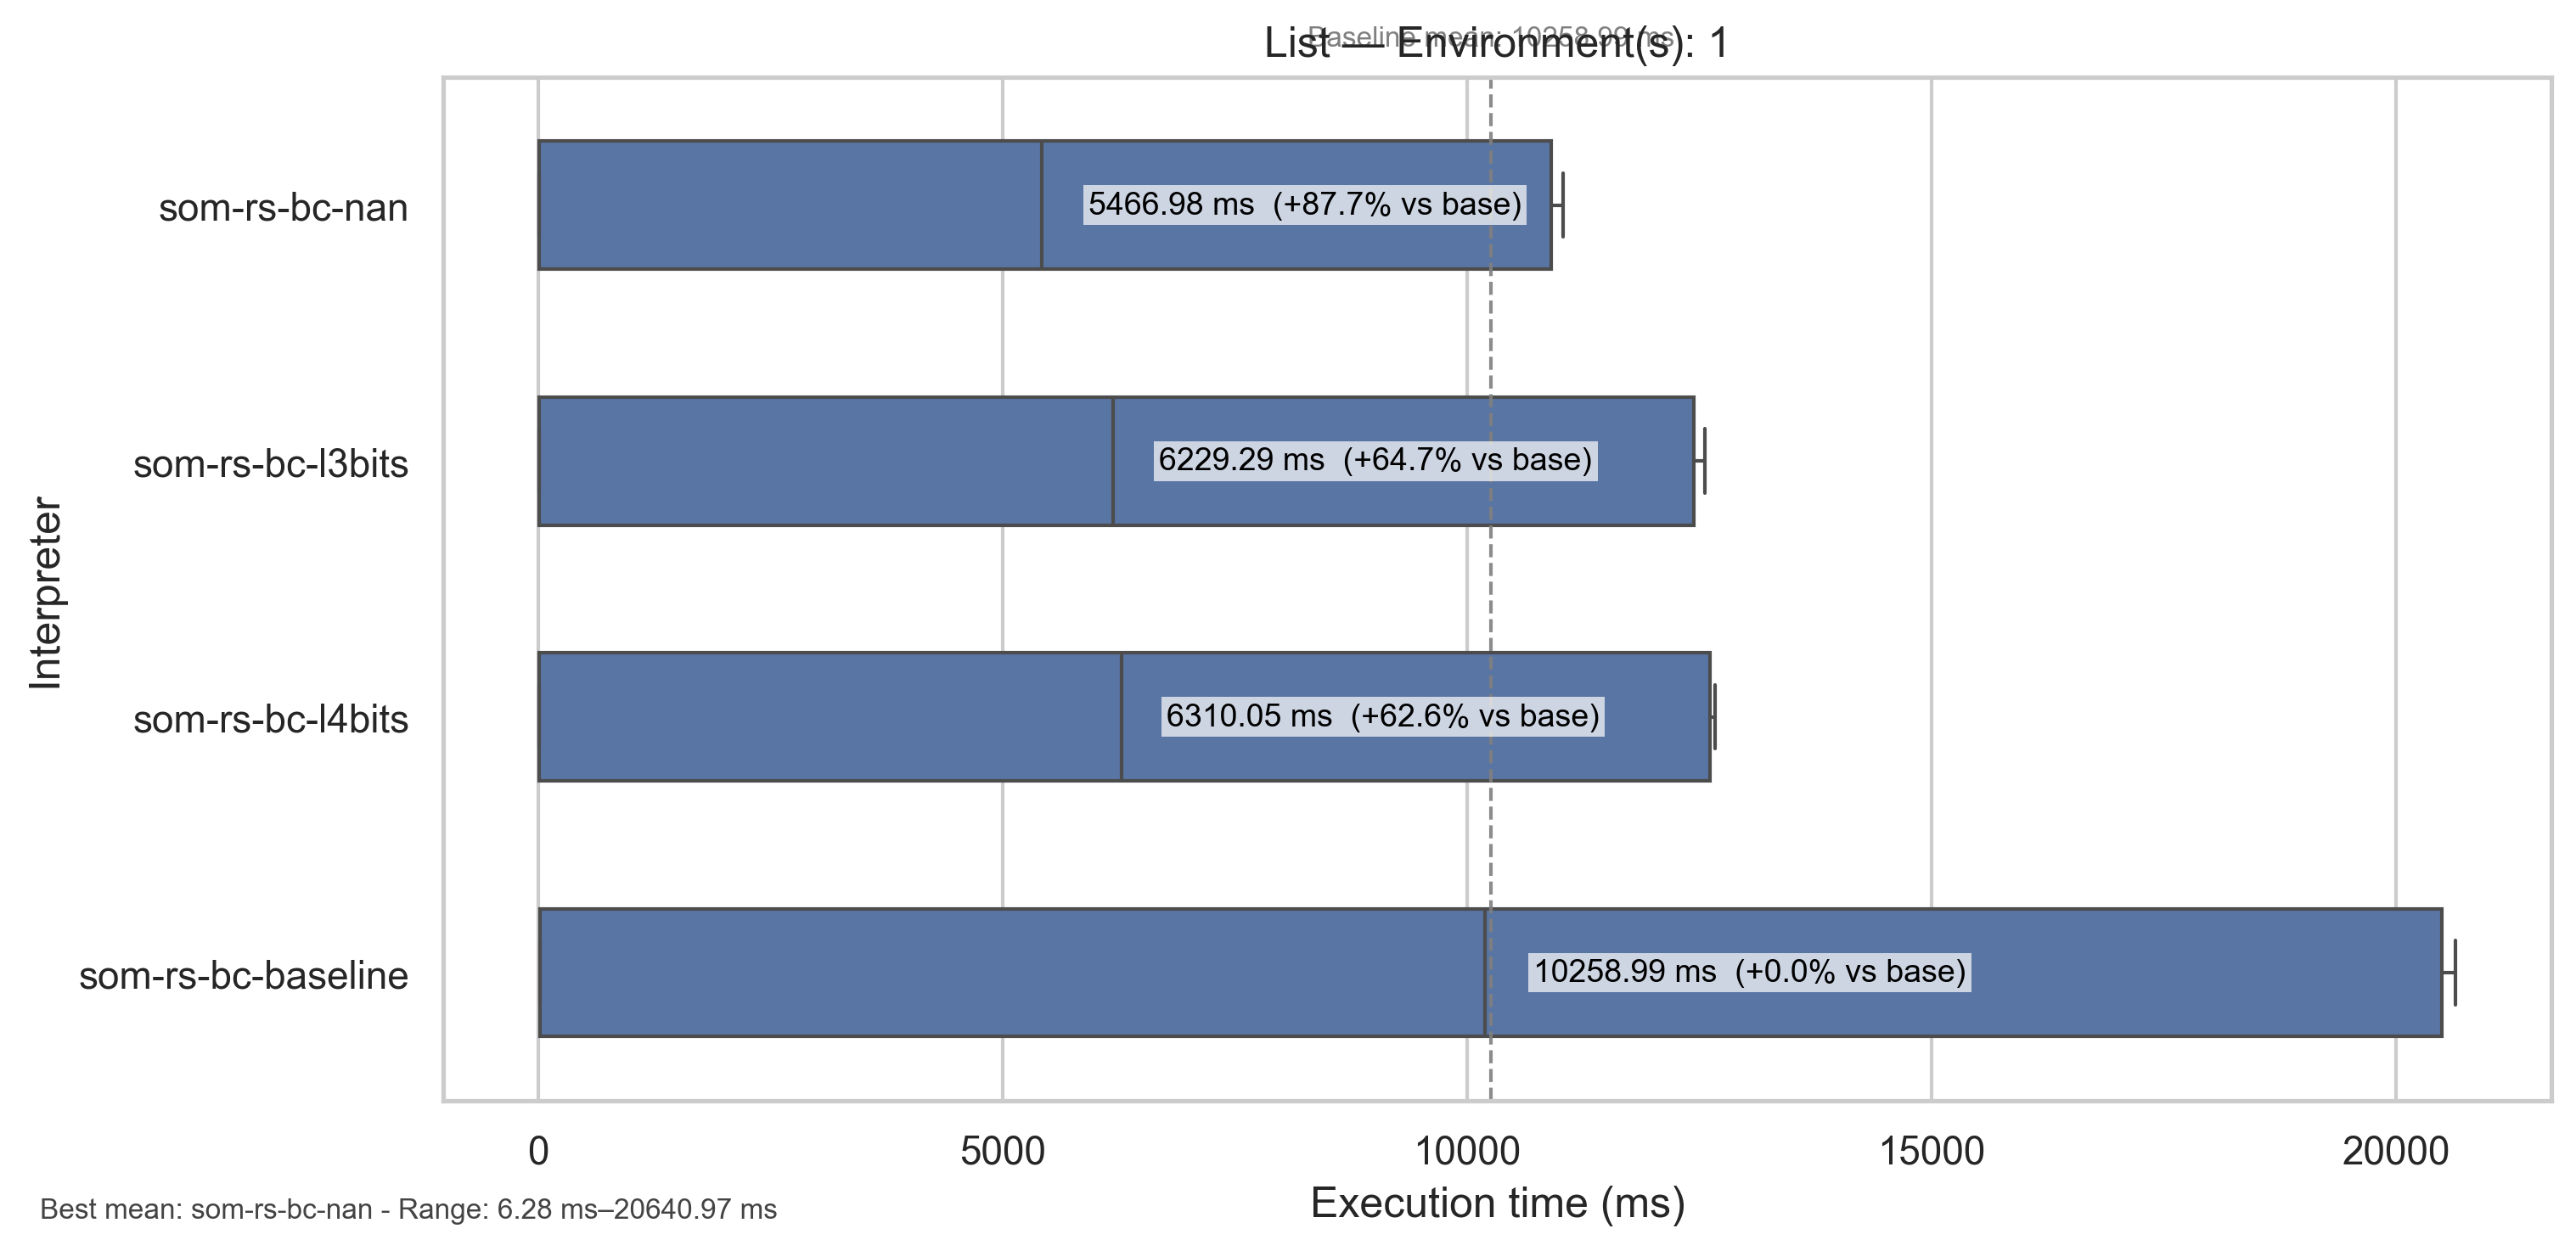 Baseline mean: 10258.99 ms
List — Environment(s): 1
som-rs-bc-nan
5466.98 ms (+87.7% vs base)
som-rs-bc-l3bits
6229.29 ms (+64.7% vs base)
som-rs-bc-l4bits
6310.05 ms (+62.6% vs base)
som-rs-bc-baseline
10258.99 ms (+0.0% vs base)
Interpreter
0 5000 10000 15000 20000
Execution time (ms)
Best mean: som-rs-bc-nan - Range: 6.28 ms–20640.97 ms